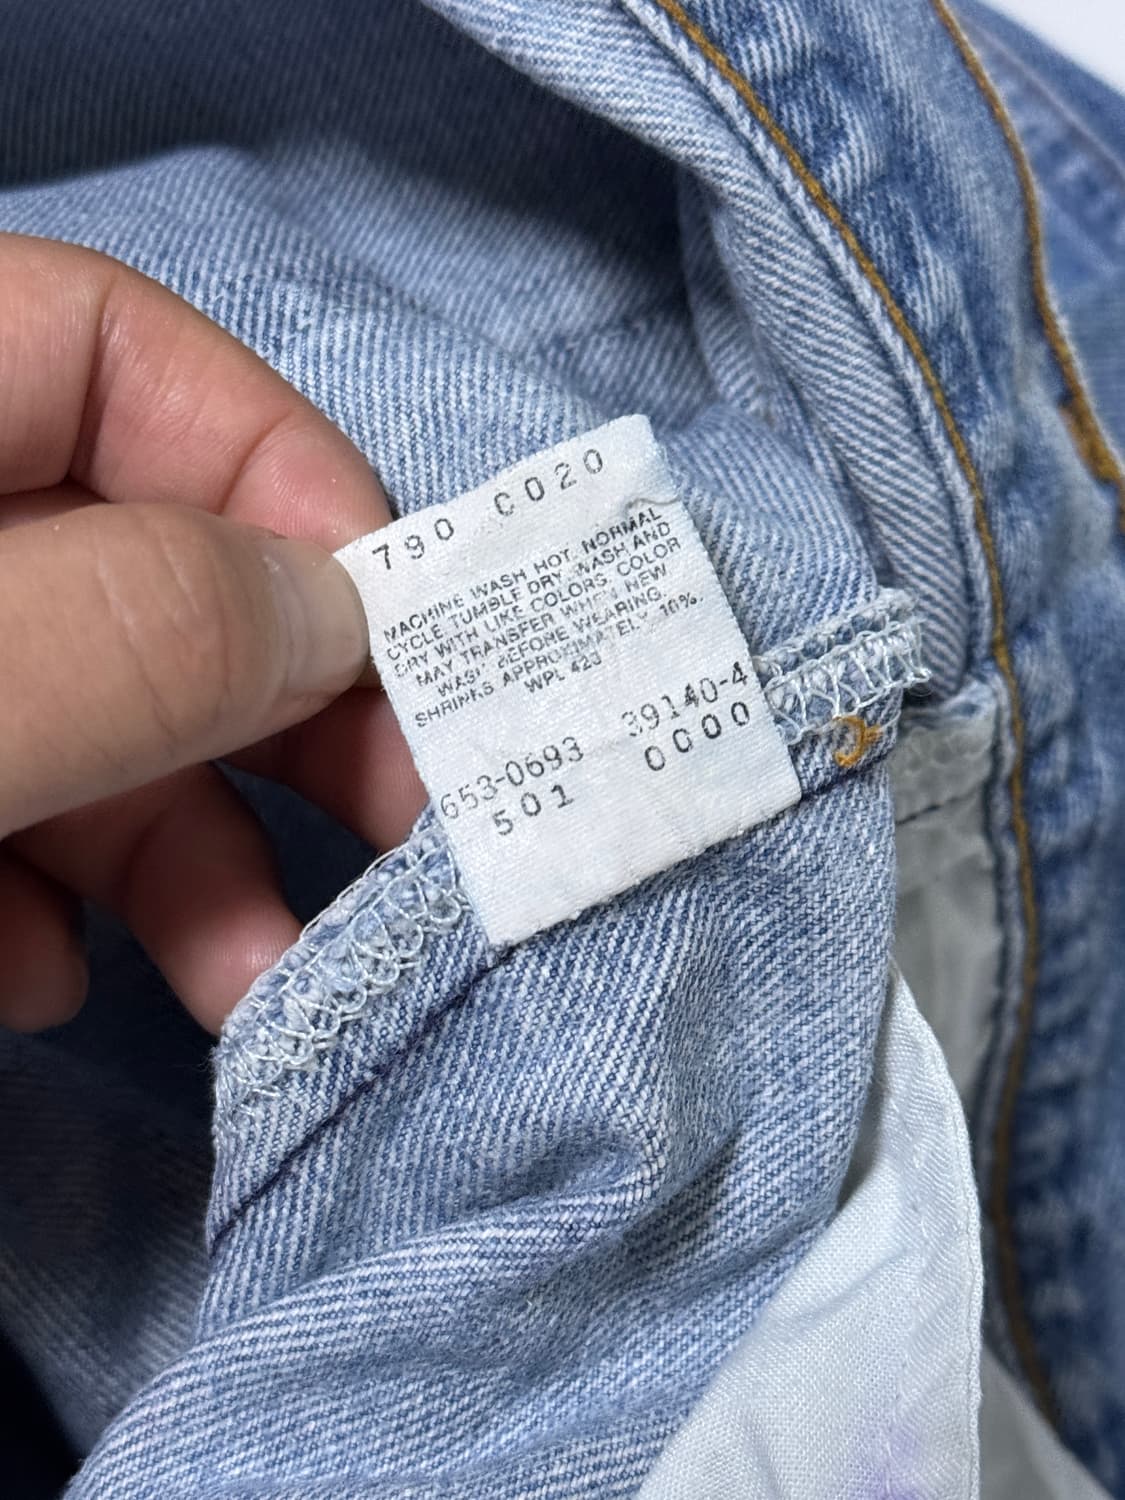 790 C020
MACHINE WASH HOT, NORMAL
CYCLE. TUMBLE DRY. WASH AND
DRY WITH LIKE COLORS. COLOR
MAY TRANSFER WHEN NEW
WASH BEFORE WEARING.
SHRINKS APPROXIMATELY 10%.
WPL 423
653-0693 39140-4
501 0000